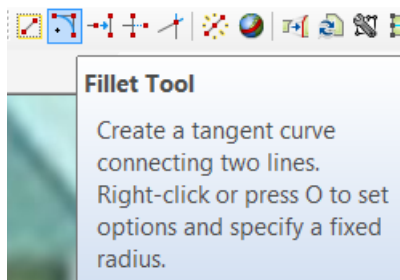 Fillet Tool
Create a tangent curve
connecting two lines.
Right-click or press O to set
options and specify a fixed
radius.